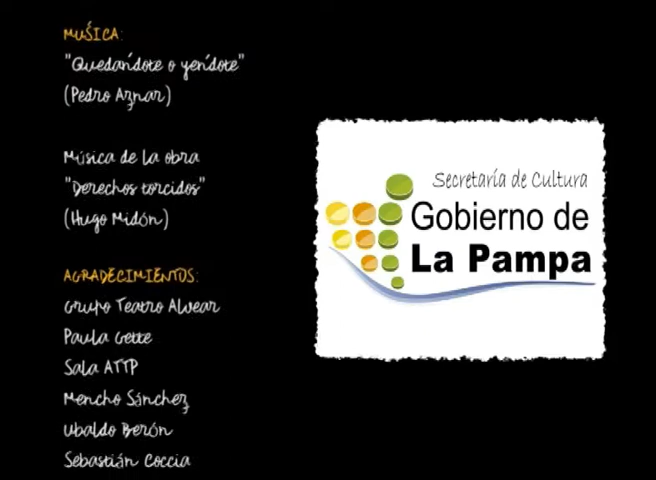 MÚSICA:
"Quedándote o yéndote"
(Pedro Aznar)
Música de la obra
"Derechos torcidos"
(Hugo Midón)
AGRADECIMIENTOS:
Grupo Teatro Alvear
Paula Gette
Sala ATTP
Mencho Sánchez
Ubaldo Berón
Sebastián Coccia
Secretaría de Cultura
Gobierno de
La Pampa